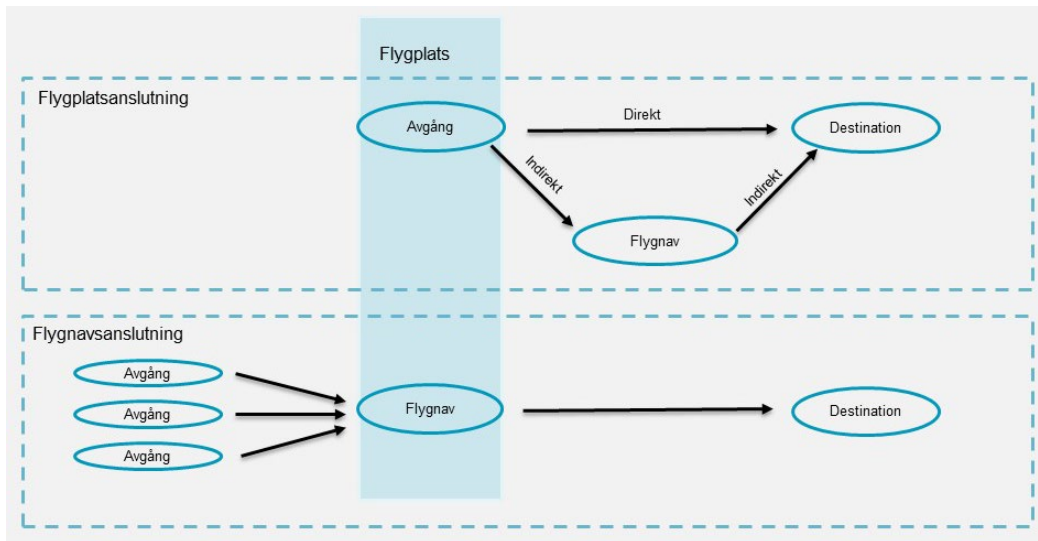 Flygplats
Flygplatsanslutning
Avgång
Direkt
Destination
Indirekt
Indirekt
Flygnav
Flygnavsanslutning
Avgång
Avgång
Avgång
Flygnav
Destination